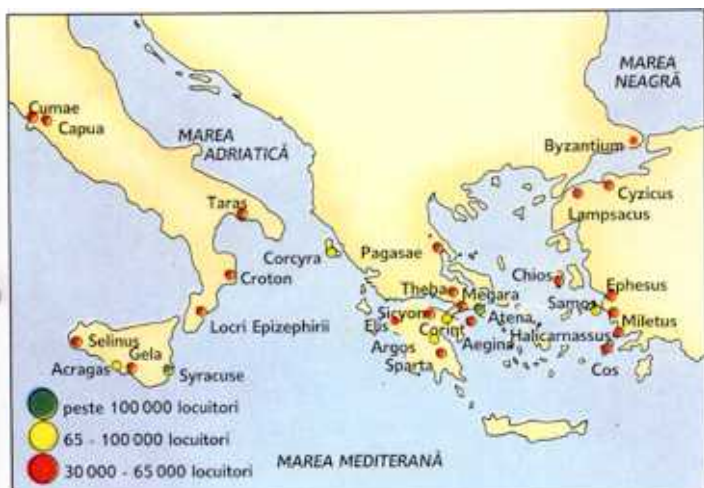 MAREA
NEAGRĂ
Cumae
Capua
MAREA
ADRIATICĂ
Byzantium
Cyzicus
Lampsacus
Taras
Corcyra
Pagasae
Croton
Chios
Ephesus
Theba
Megara
Samos
Locri Epizephirii
Sicyon
Elis
Corint
Atena
Miletus
Halicarnassus
Selinus
Gela
Argos
Aegina
Acragas
Syracuse
Sparta
Cos
peste 100 000 locuitori
65 - 100 000 locuitori
30 000 - 65 000 locuitori
MAREA MEDITERANĂ